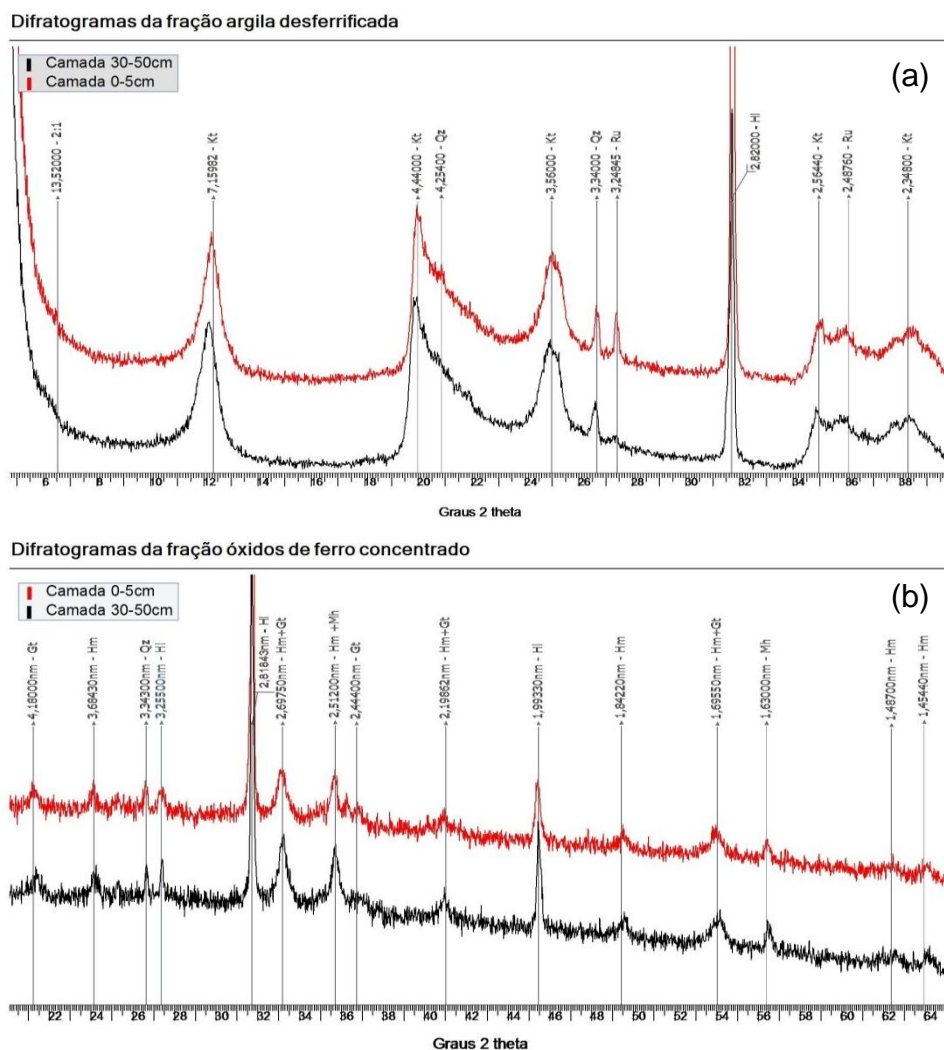 Difratogramas da fração argila desferrificada
Camada 30-50cm
Camada 0-5cm
(a)
13,52000 - 2:1
7,15982 - Kt
4,44000 - Kt
4,25400 - Qz
3,56000 - Kt
3,34000 - Qz
3,24845 - Ru
2,82000 - Hl
2,56440 - Kt
2,48760 - Ru
2,34800 - Kt
6 8 10 12 14 16 18 20 22 24 26 28 30 32 34 36 38
Graus 2 theta
Difratogramas da fração óxidos de ferro concentrado
Camada 0-5cm
Camada 30-50cm
(b)
4,18000nm - Gt
3,68430nm - Hm
3,34300nm - Qz
3,25500nm - Hl
2,81843nm - Hl
2,69750nm - Hm+Gt
2,51200nm - Hm +Mh
2,44400nm - Gt
2,19862nm - Hm+Gt
1,99330nm - Hl
1,84220nm - Hm
1,69550nm - Hm+Gt
1,63000nm - Mh
1,48700nm - Hm
1,45440nm - Hm
22 24 26 28 30 32 34 36 38 40 42 44 46 48 50 52 54 56 58 60 62 64
Graus 2 theta